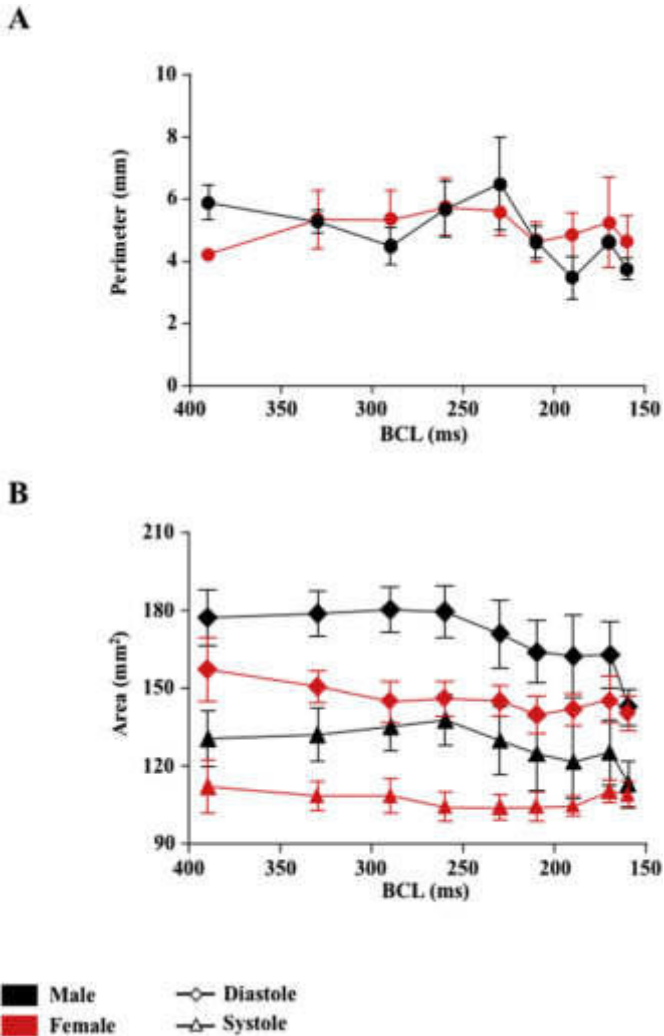 A
10
8
6
4
2
0
Perimeter (mm)
400 350 300 250 200 150
BCL (ms)
B
210
180
150
120
90
Area (mm²)
400 350 300 250 200 150
BCL (ms)
Male Diastole
Female Systole